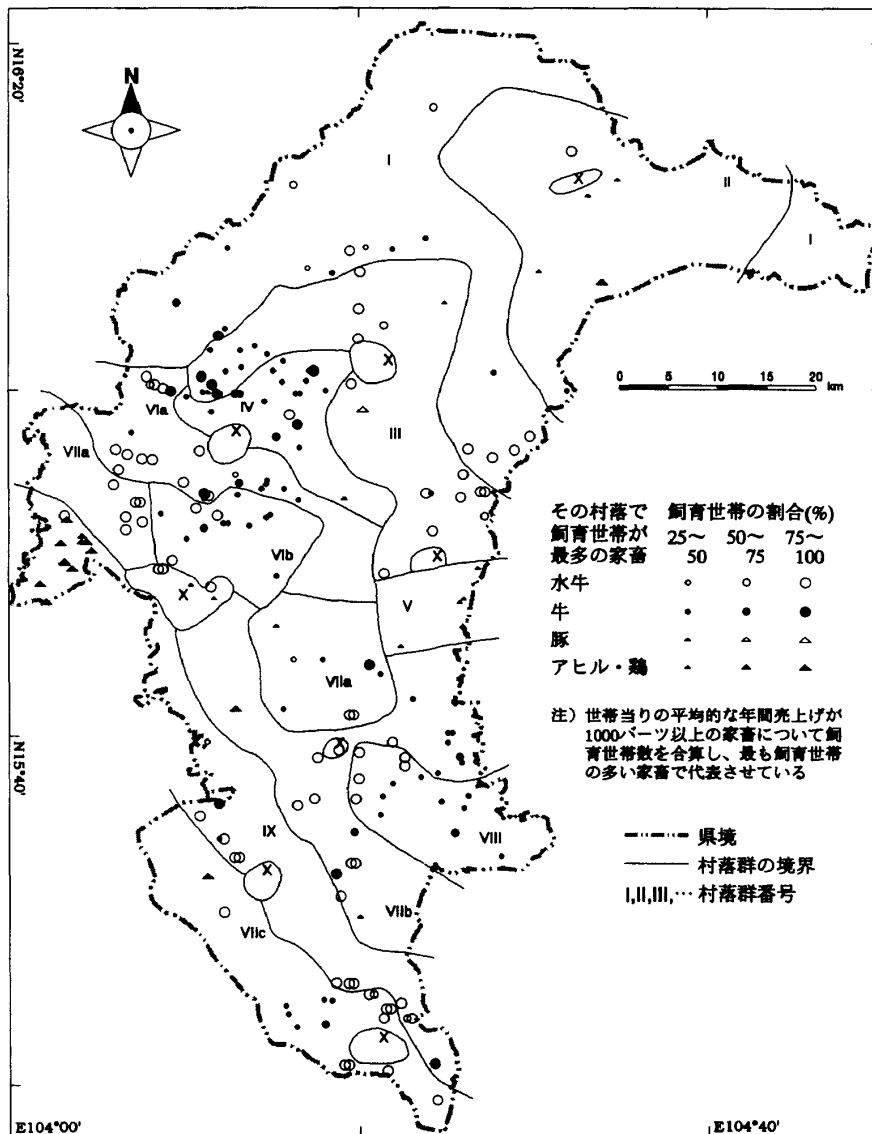 N16°20'
N
I
II
X
I
X
0 5 10 15 20
km
VIa
IV
X
III
VIIa
その村落で 飼育世帯の割合(%)
飼育世帯が 25～ 50～ 75～
最多の家畜 50 75 100
水牛
牛
豚
アヒル・鶏
VIb
X
X
V
VIIa
注）世帯当りの平均的な年間売上げが
1000バーツ以上の家畜について飼
育世帯数を合算し、最も飼育世帯
の多い家畜で代表させている
N15°40'
X
IX
VIII
X
県境
村落群の境界
I,II,III,… 村落群番号
VIIb
VIIc
X
E104°00'
E104°40'